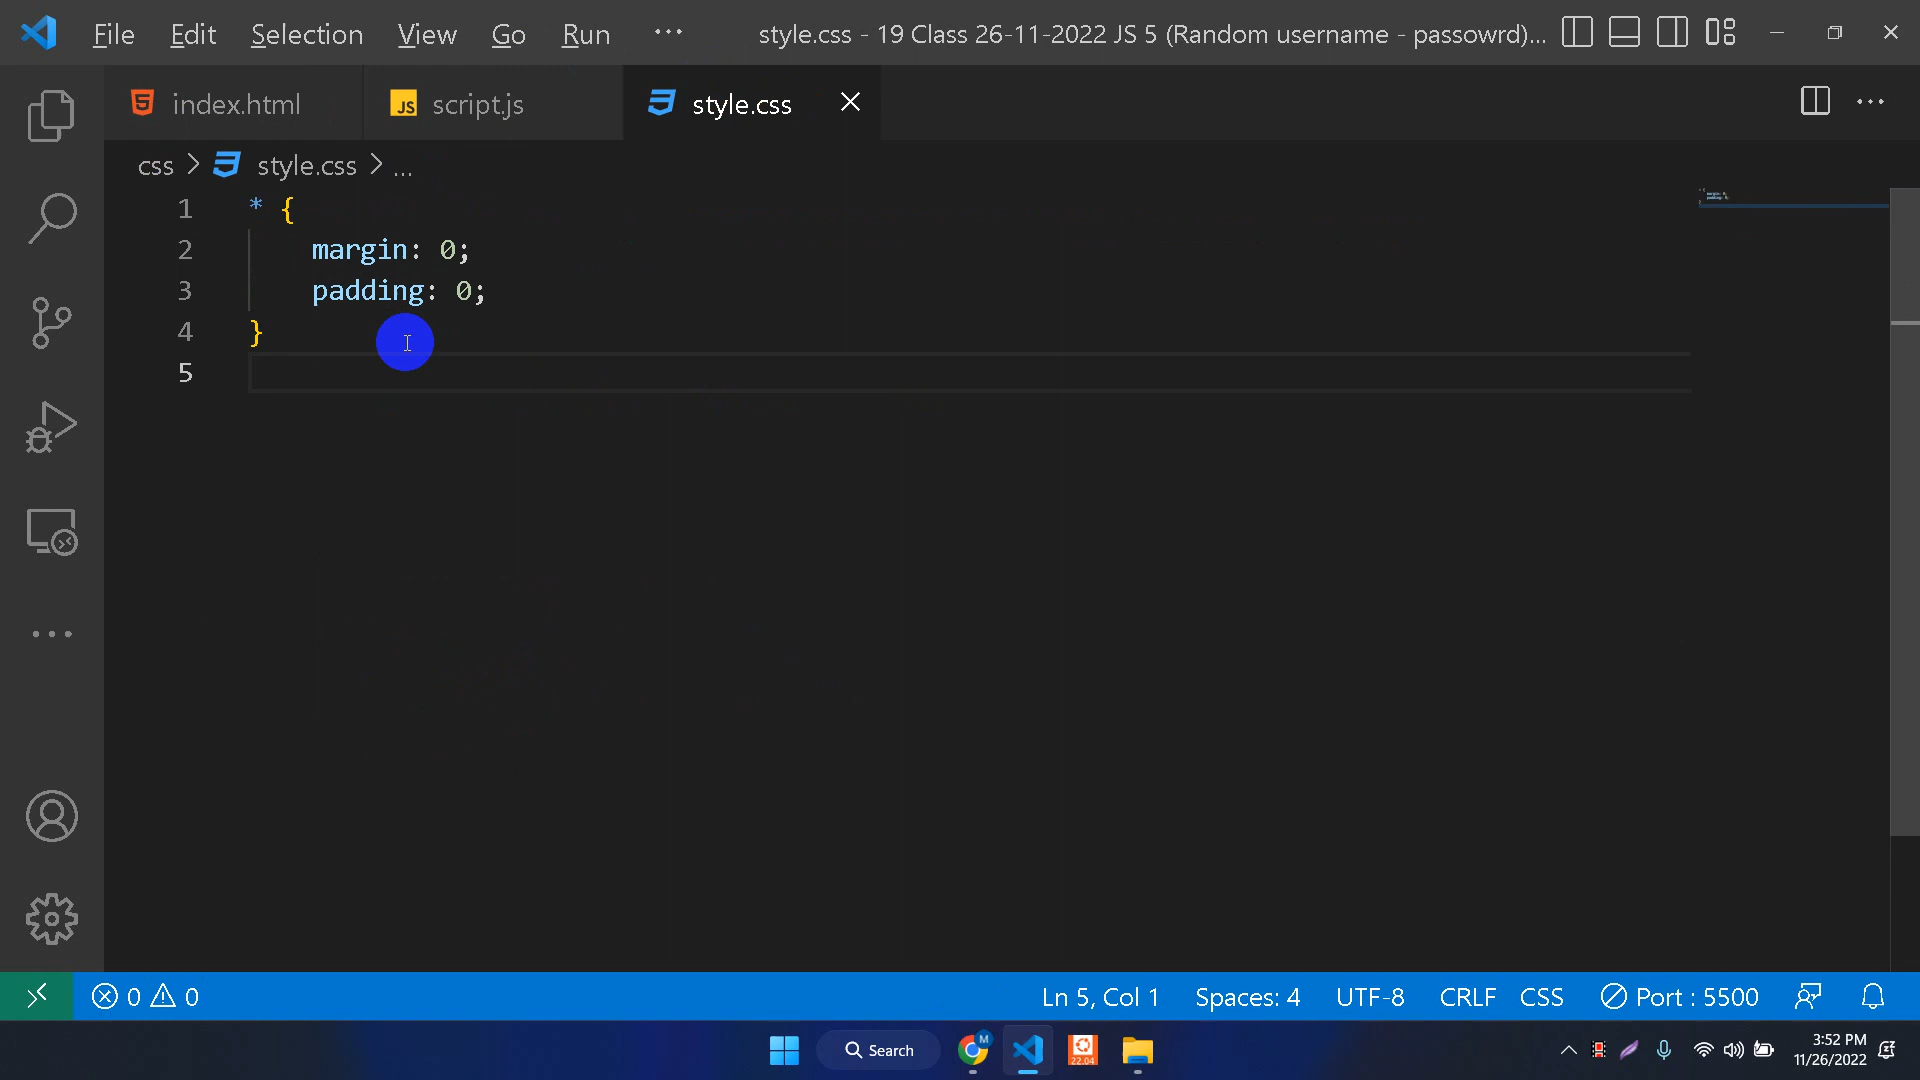 File Edit Selection View Go Run ... style.css - 19 Class 26-11-2022 JS 5 (Random username - passowrd)...
index.html JS script.js style.css
css > style.css > ...
1 * {
2 margin: 0;
3 padding: 0;
4 }
5
0 0 Ln 5, Col 1 Spaces: 4 UTF-8 CRLF CSS Port : 5500
Search M 22.04 3:52 PM
11/26/2022